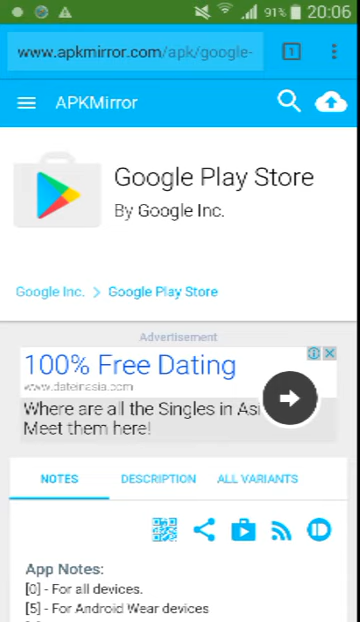 91% 20:06
www.apkmirror.com/apk/google-
1
APKMirror
Google Play Store
By Google Inc.
Google Inc. > Google Play Store
Advertisement
100% Free Dating
www.dateinasia.com
Where are all the Singles in Asi
Meet them here!
NOTES DESCRIPTION ALL VARIANTS
App Notes:
[0] - For all devices.
[5] - For Android Wear devices